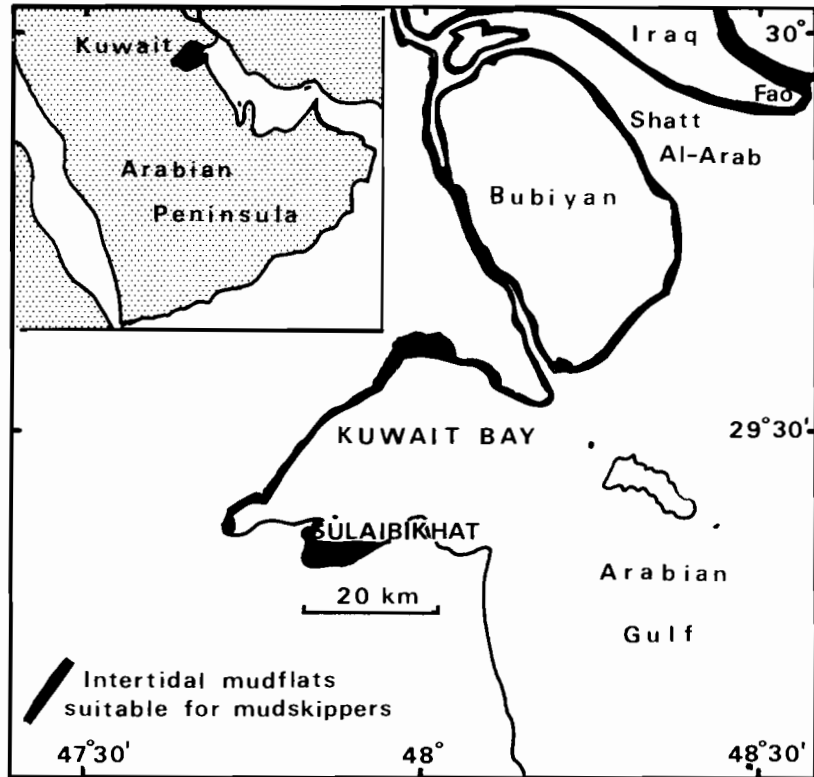 Kuwait
Arabian
Peninsula
Iraq
30°
Fao
Shatt
Al-Arab
Bubiyan
KUWAIT BAY
29°30'
SULAIBIKHAT
20 km
Arabian
Gulf
Intertidal mudflats
suitable for mudskippers
47°30'
48°
48°30'